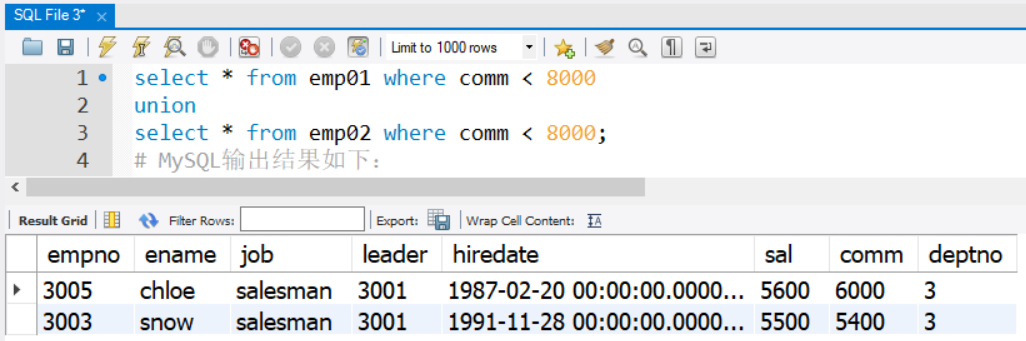 SQL File 3*
Limit to 1000 rows
1 select * from emp01 where comm < 8000
2 union
3 select * from emp02 where comm < 8000;
4 # MySQL输出结果如下：
Result Grid Filter Rows: Export: Wrap Cell Content:
empno ename job leader hiredate sal comm deptno
3005 chloe salesman 3001 1987-02-20 00:00:00.0000... 5600 6000 3
3003 snow salesman 3001 1991-11-28 00:00:00.0000... 5500 5400 3